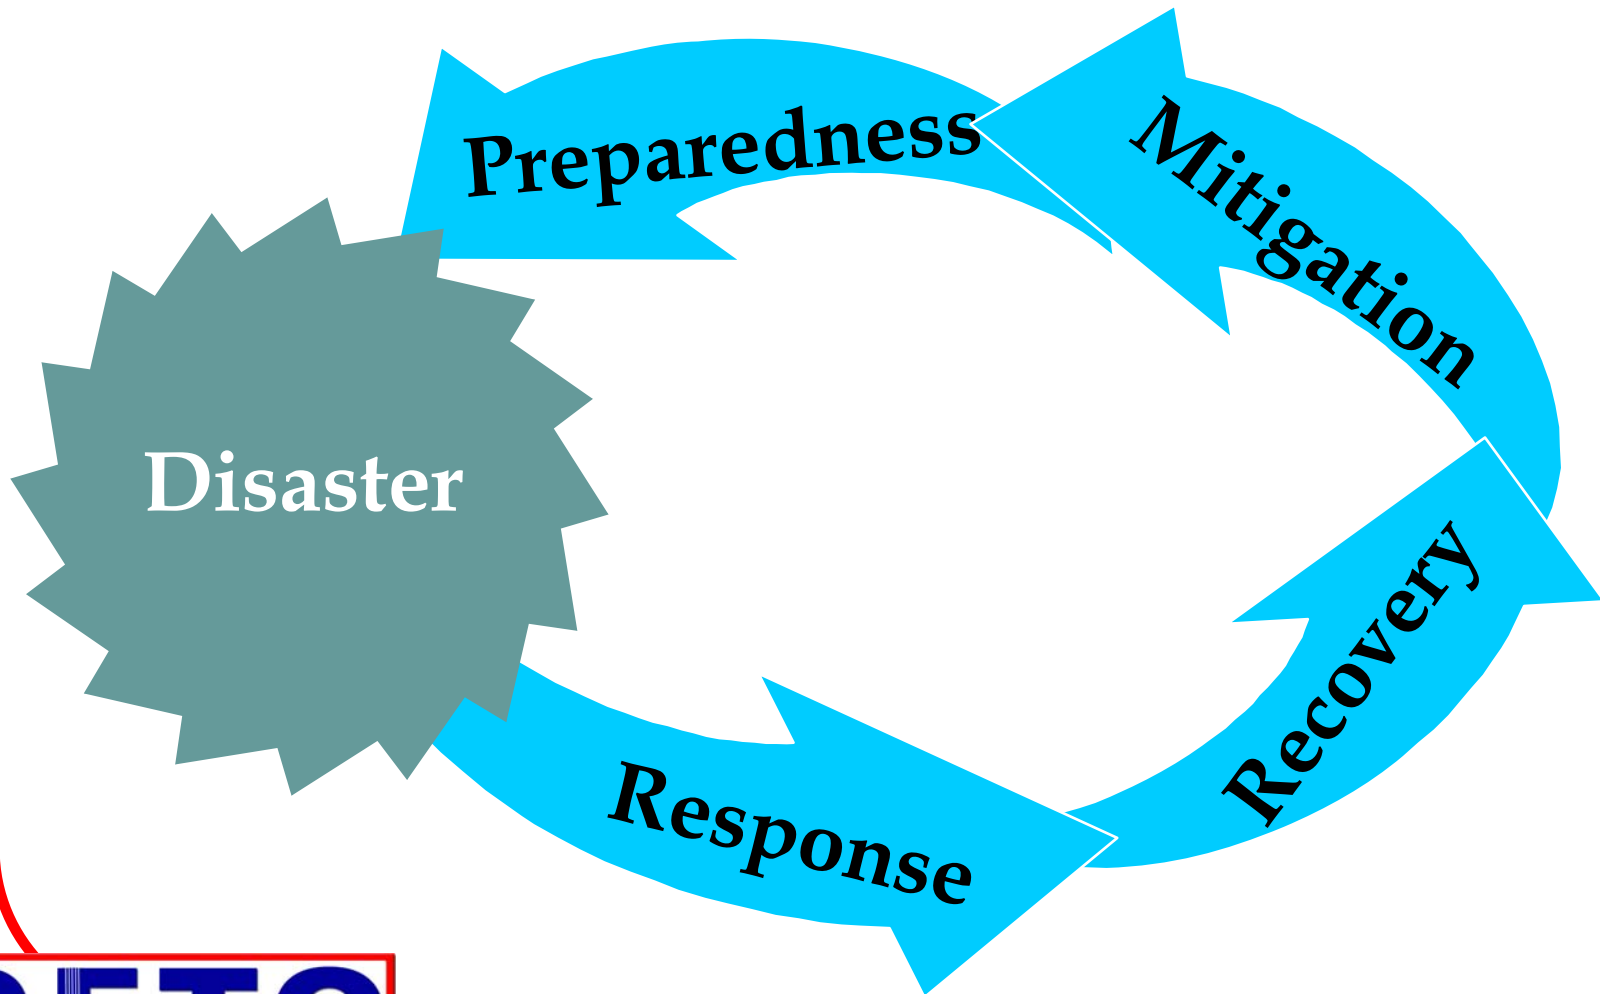 Preparedness
Mitigation
Disaster
Recovery
Response